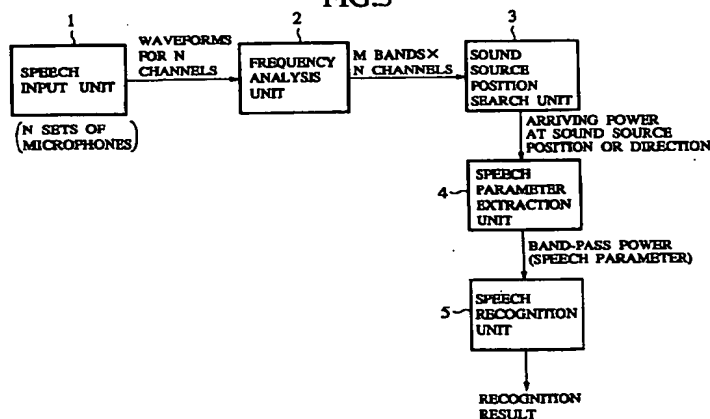 FIG.3
1
SPEECH
INPUT UNIT
(N SETS OF
MICROPHONES)
WAVEFORMS
FOR N
CHANNELS
2
FREQUENCY
ANALYSIS
UNIT
M BANDS×
N CHANNELS
3
SOUND
SOURCE
POSITION
SEARCH UNIT
ARRIVING POWER
AT SOUND SOURCE
POSITION OR DIRECTION
4
SPEECH
PARAMETER
EXTRACTION
UNIT
BAND-PASS POWER
(SPEECH PARAMETER)
5
SPEECH
RECOGNITION
UNIT
RECOGNITION
RESULT